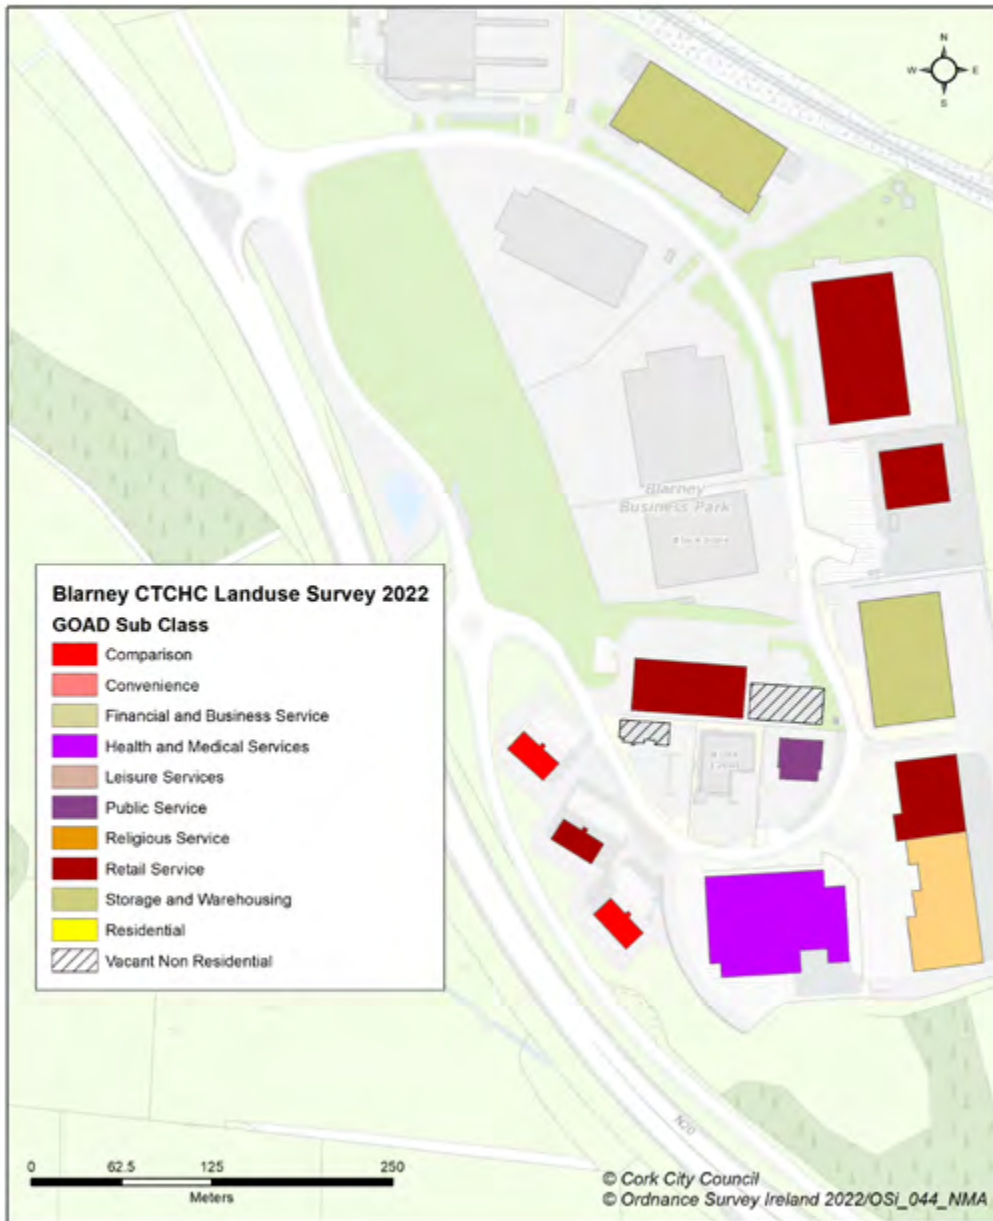 N
W E
S
Blarney
Business Park
Blarney CTCHC Landuse Survey 2022
GOAD Sub Class
Comparison
Convenience
Financial and Business Service
Health and Medical Services
Leisure Services
Public Service
Religious Service
Retail Service
Storage and Warehousing
Residential
Vacant Non Residential
N20
0 62.5 125 250
Meters
© Cork City Council
© Ordnance Survey Ireland 2022/OSi_044_NMA